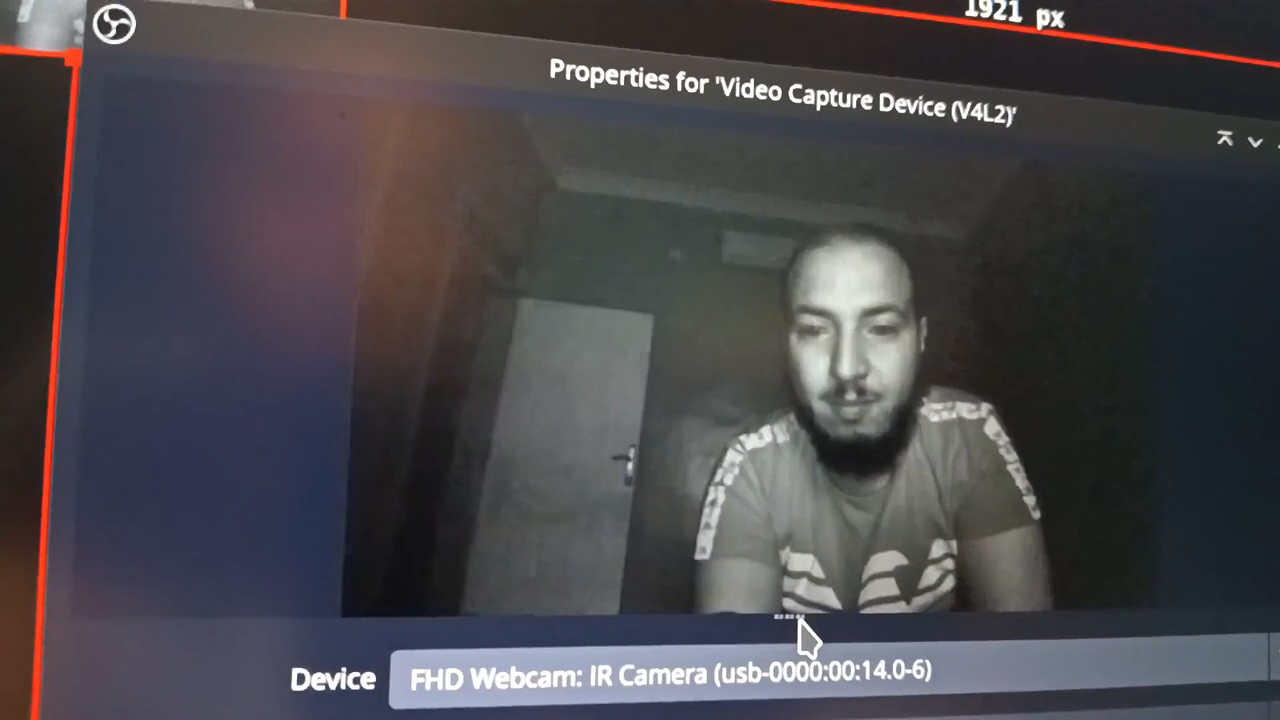 1921 px
Properties for 'Video Capture Device (V4L2)'
Device
FHD Webcam: IR Camera (usb-0000:00:14.0-6)